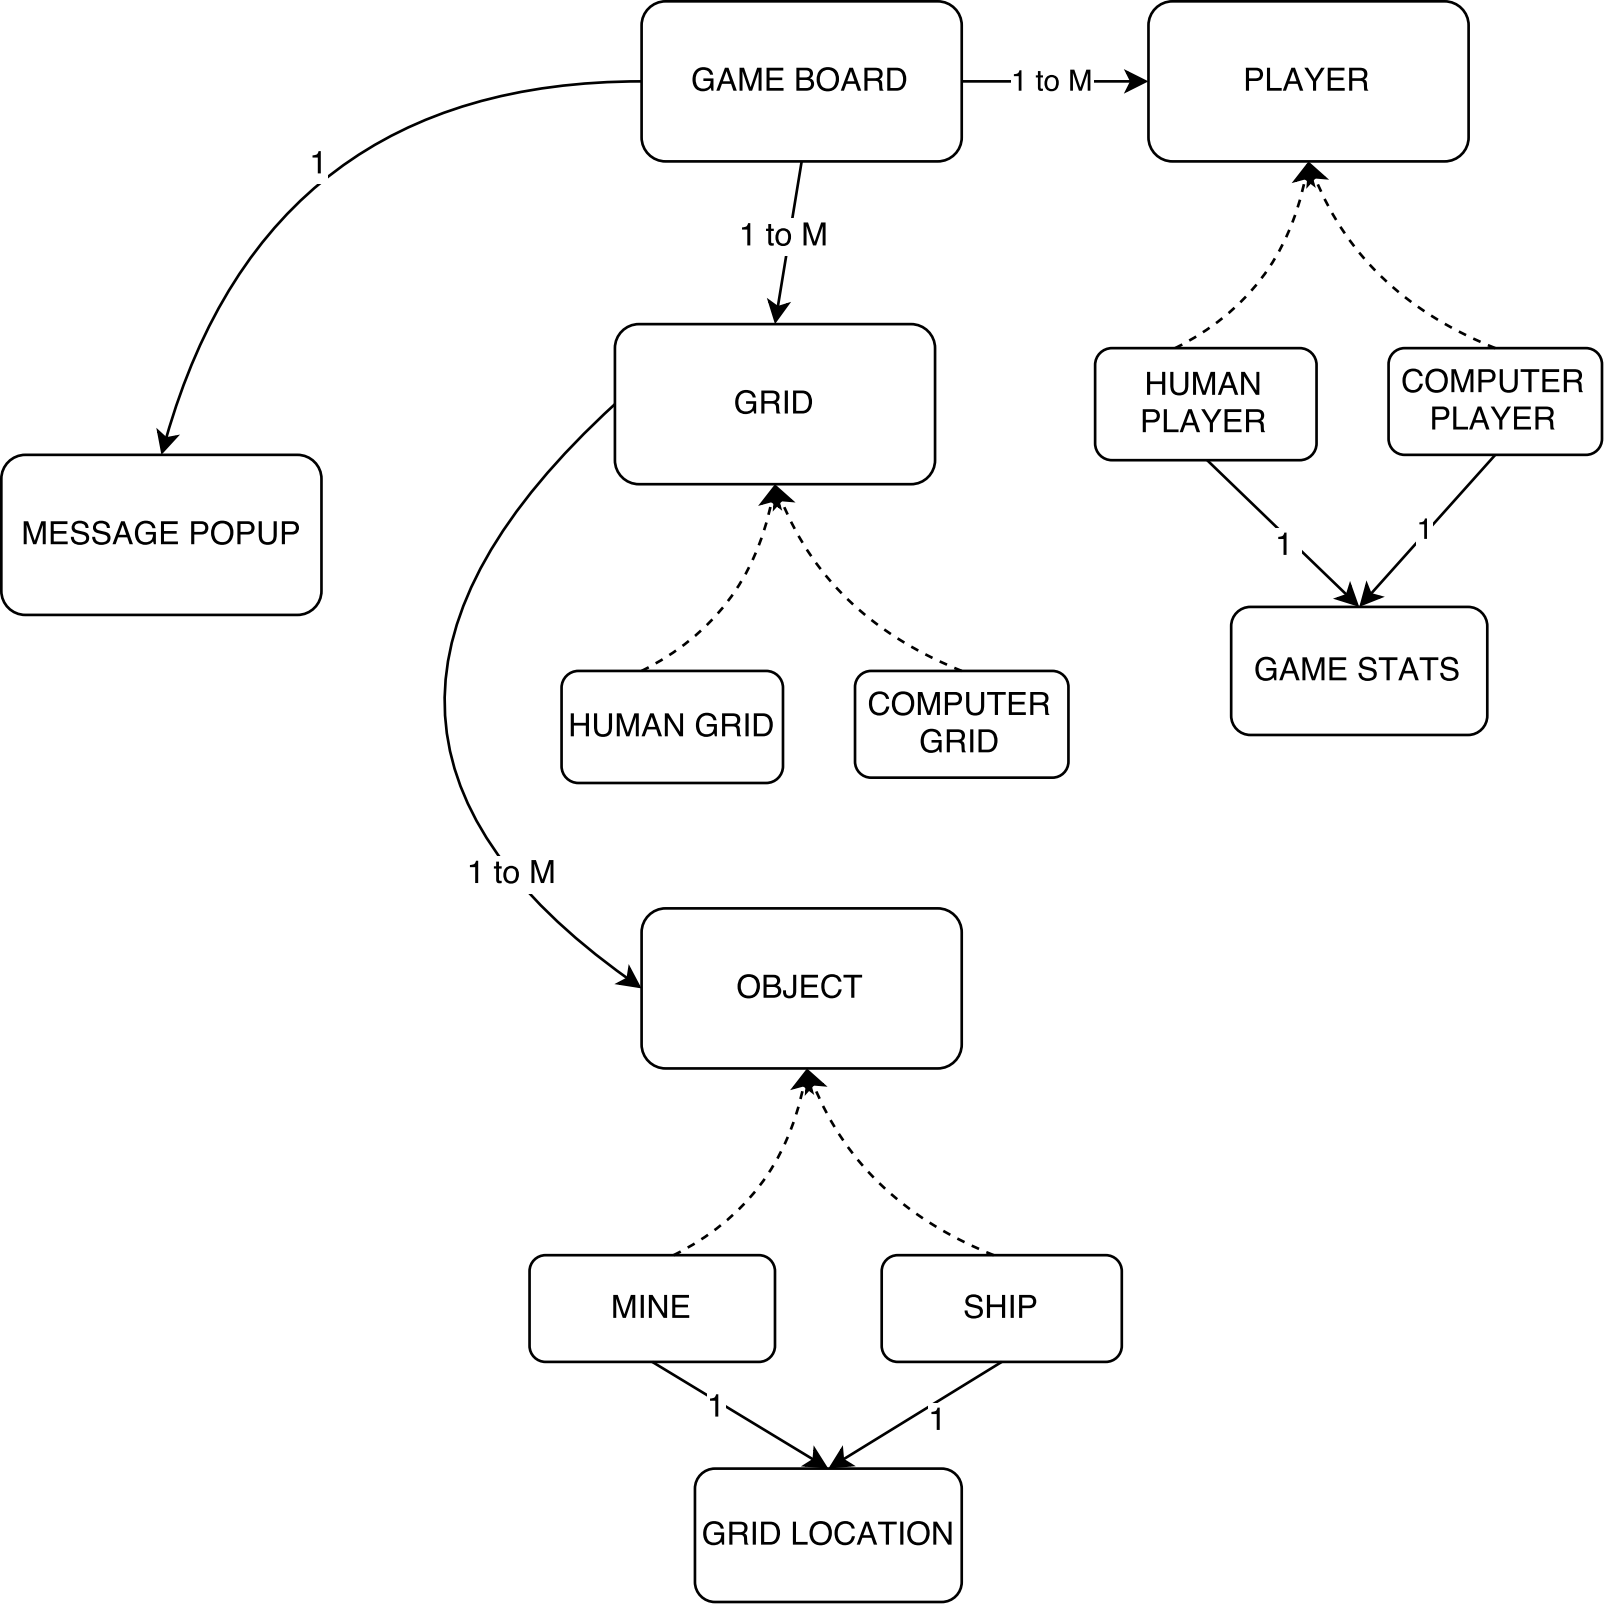 GAME BOARD
1 to M
PLAYER
1
1 to M
GRID
HUMAN
PLAYER
COMPUTER
PLAYER
MESSAGE POPUP
1
1
GAME STATS
HUMAN GRID
COMPUTER
GRID
1 to M
OBJECT
MINE
SHIP
1
1
GRID LOCATION